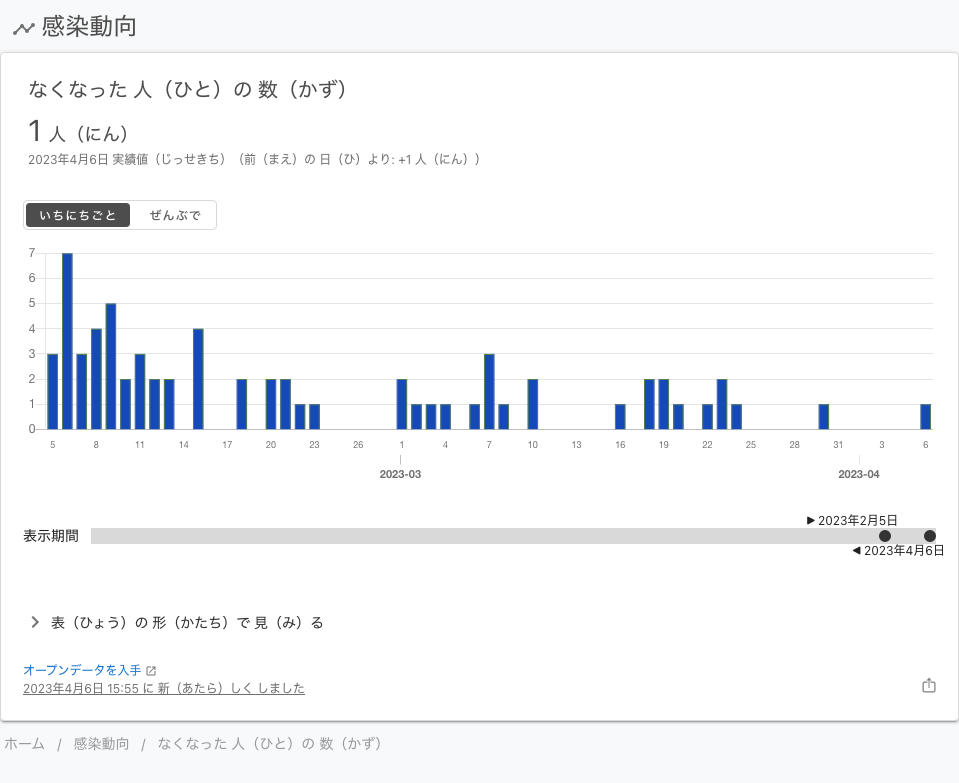 感染動向
なくなった 人（ひと）の 数（かず）
1 人（にん）
2023年4月6日 実績値（じっせきち）（前（まえ）の 日（ひ）より: +1 人（にん））
いちにちごと ぜんぶで
7
6
5
4
3
2
1
0
5 8 11 14 17 20 23 26 1 4 7 10 13 16 19 22 25 28 31 3 6
2023-03 2023-04
▶ 2023年2月5日
表示期間
◀ 2023年4月6日
表（ひょう）の 形（かたち）で 見（み）る
オープンデータを入手
2023年4月6日 15:55 に 新（あたら）しく しました
ホーム / 感染動向 / なくなった 人（ひと）の 数（かず）